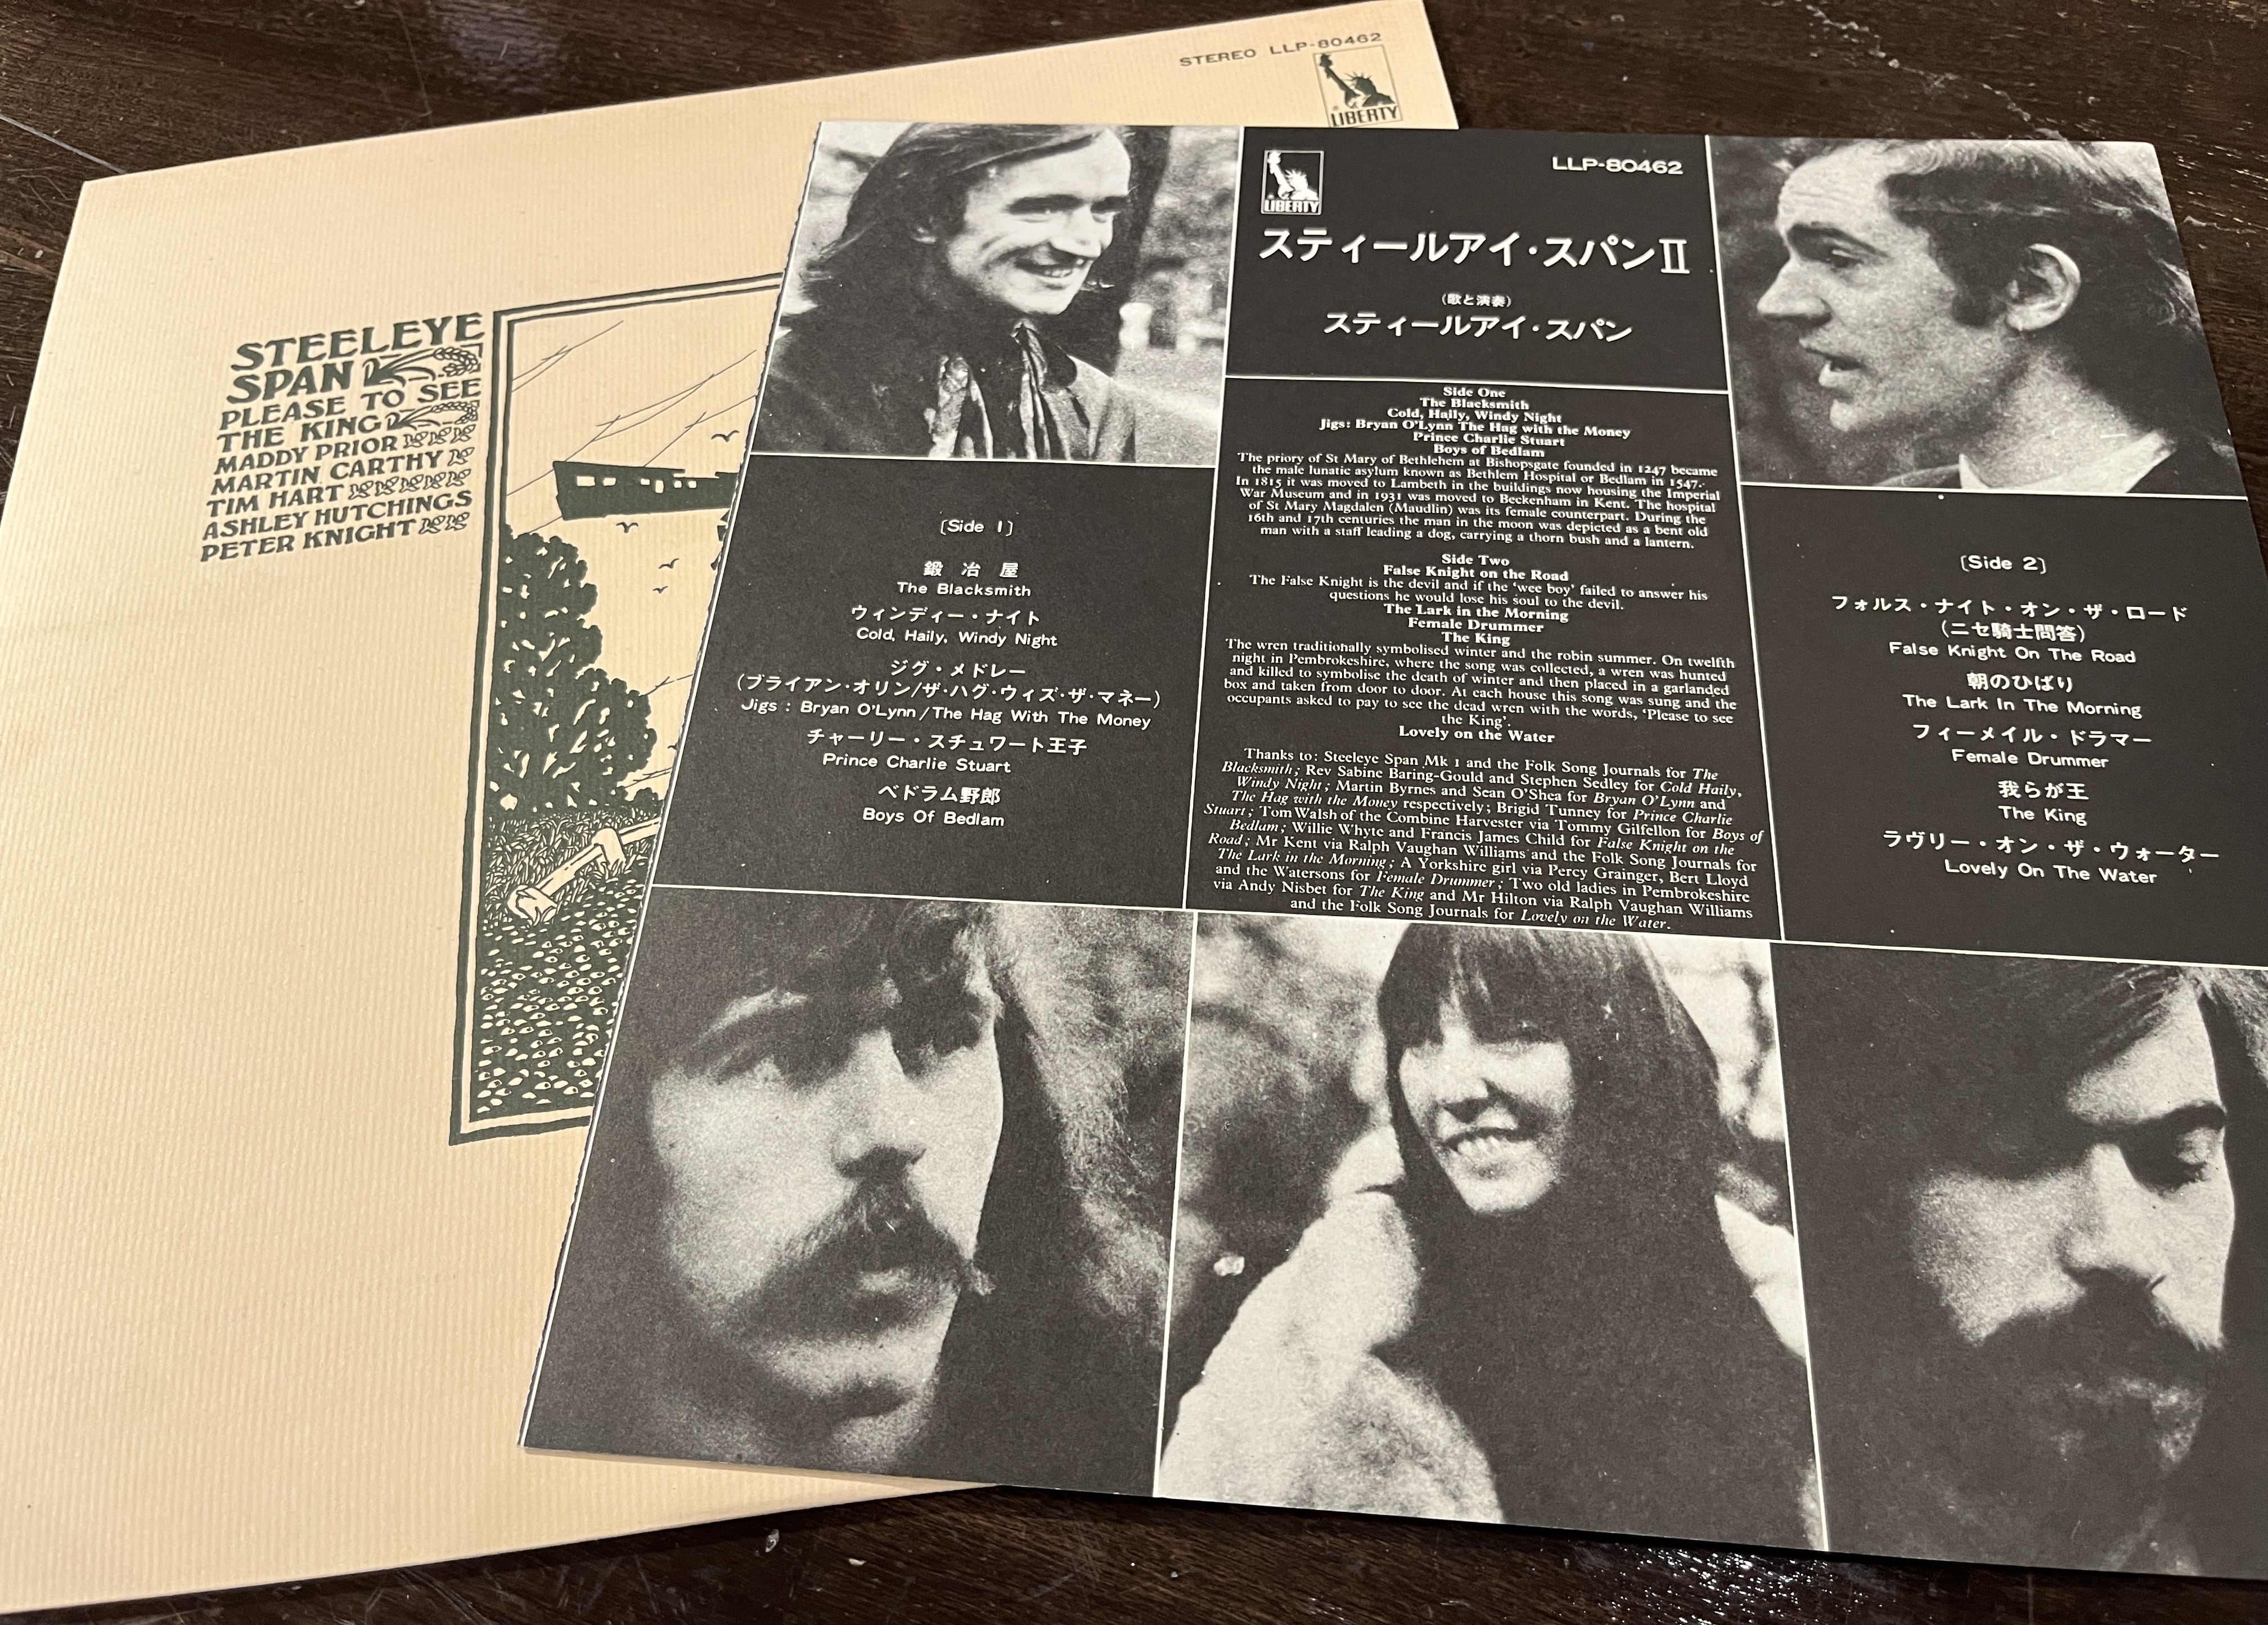 STEREO LLP-80462
LIBERTY
STEELEYE
SPAN
PLEASE TO SEE
THE KING
MADDY PRIOR
MARTIN CARTHY
TIM HART
ASHLEY HUTCHINGS
PETER KNIGHT
LIBERTY
LLP-80462
スティールアイ・スパンⅡ
(歌と演奏)
スティールアイ・スパン
[Side 1]
鍛冶屋
The Blacksmith
ウィンディー・ナイト
Cold, Haily, Windy Night
ジグ・メドレー
(ブライアン・オリン/ザ・ハグ・ウィズ・ザ・マネー)
Jigs : Bryan O'Lynn / The Hag With The Money
チャーリー・スチュワート王子
Prince Charlie Stuart
ベドラム野郎
Boys Of Bedlam
Side One
The Blacksmith
Cold, Haily, Windy Night
Jigs: Bryan O'Lynn The Hag with the Money
Prince Charlie Stuart
Boys of Bedlam
The priory of St Mary of Bethlehem at Bishopsgate founded in 1247 became
the male lunatic asylum known as Bethlem Hospital or Bedlam in 1547.
In 1815 it was moved to Lambeth in the buildings now housing the Imperial
War Museum and in 1931 was moved to Beckenham in Kent. The hospital
of St Mary Magdalen (Maudlin) was its female counterpart. During the
16th and 17th centuries the man in the moon was depicted as a bent old
man with a staff leading a dog, carrying a thorn bush and a lantern.
Side Two
False Knight on the Road
The False Knight is the devil and if the 'wee boy' failed to answer his
questions he would lose his soul to the devil.
The Lark in the Morning
Female Drummer
The King
The wren traditionally symbolised winter and the robin summer. On twelfth
night in Pembrokeshire, where the song was collected, a wren was hunted
and killed to symbolise the death of winter and then placed in a garlanded
box and taken from door to door. At each house this song was sung and the
occupants asked to pay to see the dead wren with the words, 'Please to see
the King'.
Lovely on the Water
Thanks to: Steeleye Span Mk 1 and the Folk Song Journals for The
Blacksmith; Rev Sabine Baring-Gould and Stephen Sedley for Cold Haily,
Windy Night; Martin Byrnes and Sean O'Shea for Bryan O'Lynn and
The Hag with the Money respectively; Brigid Tunney for Prince Charlie
Stuart; Tom Walsh of the Combine Harvester via Tommy Gilfellon for Boys of
Bedlam; Willie Whyte and Francis James Child for False Knight on the
Road; Mr Kent via Ralph Vaughan Williams and the Folk Song Journals for
The Lark in the Morning; A Yorkshire girl via Percy Grainger, Bert Lloyd
and the Watersons for Female Drummer; Two old ladies in Pembrokeshire
via Andy Nisbet for The King and Mr Hilton via Ralph Vaughan Williams
and the Folk Song Journals for Lovely on the Water.
[Side 2]
フォルス・ナイト・オン・ザ・ロード
(ニセ騎士問答)
False Knight On The Road
朝のひばり
The Lark In The Morning
フィーメイル・ドラマー
Female Drummer
我らが王
The King
ラヴリー・オン・ザ・ウォーター
Lovely On The Water